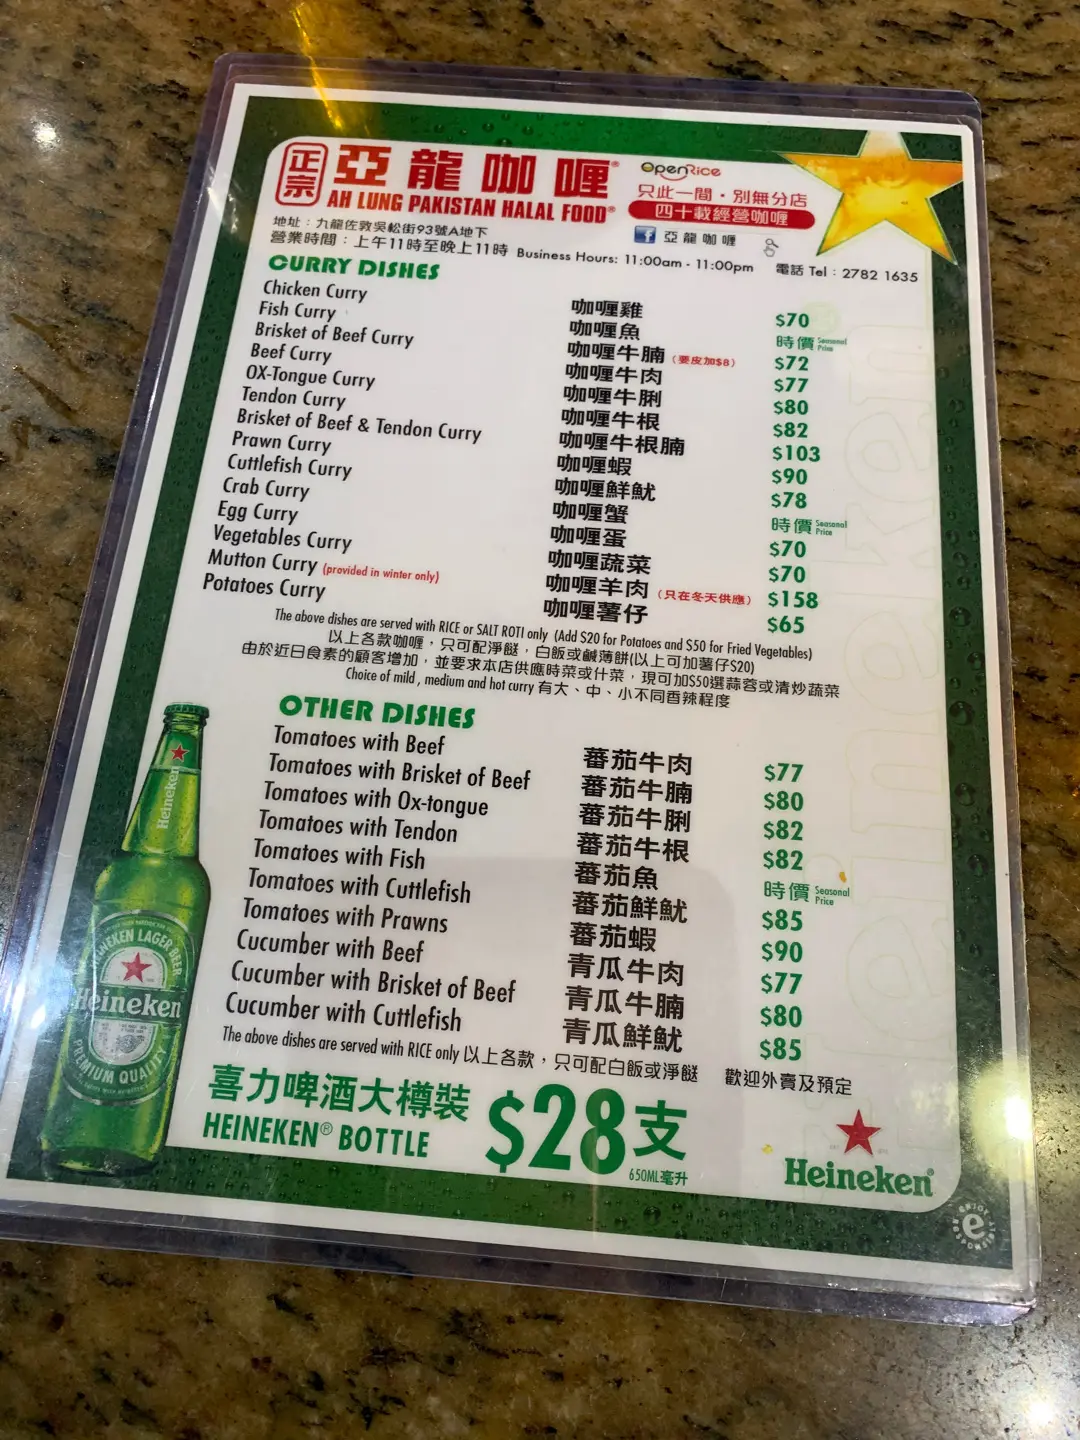 正宗 亞龍咖喱®
AH LUNG PAKISTAN HALAL FOOD®
OpenRice
只此一間·別無分店
四十載經營咖喱
f 亞龍咖喱
地址：九龍佐敦吳松街93號A地下
營業時間：上午11時至晚上11時 Business Hours: 11:00am - 11:00pm 電話 Tel：2782 1635
CURRY DISHES
Chicken Curry 咖喱雞 $70
Fish Curry 咖喱魚 時價 Seasonal Price
Brisket of Beef Curry 咖喱牛腩（要皮加$8） $72
Beef Curry 咖喱牛肉 $77
OX-Tongue Curry 咖喱牛脷 $80
Tendon Curry 咖喱牛根 $82
Brisket of Beef & Tendon Curry 咖喱牛根腩 $103
Prawn Curry 咖喱蝦 $90
Cuttlefish Curry 咖喱鮮魷 $78
Crab Curry 咖喱蟹 時價 Seasonal Price
Egg Curry 咖喱蛋 $70
Vegetables Curry 咖喱蔬菜 $70
Mutton Curry (provided in winter only) 咖喱羊肉（只在冬天供應） $158
Potatoes Curry 咖喱薯仔 $65
The above dishes are served with RICE or SALT ROTI only (Add $20 for Potatoes and $50 for Fried Vegetables)
以上各款咖喱，只可配淨餸，白飯或鹹薄餅(以上可加薯仔$20)
由於近日食素的顧客增加，並要求本店供應時菜或什菜，現可加$50選蒜蓉或清炒蔬菜
Choice of mild , medium and hot curry 有大、中、小不同香辣程度
OTHER DISHES
Tomatoes with Beef 蕃茄牛肉 $77
Tomatoes with Brisket of Beef 蕃茄牛腩 $80
Tomatoes with Ox-tongue 蕃茄牛脷 $82
Tomatoes with Tendon 蕃茄牛根 $82
Tomatoes with Fish 蕃茄魚 時價 Seasonal Price
Tomatoes with Cuttlefish 蕃茄鮮魷 $85
Tomatoes with Prawns 蕃茄蝦 $90
Cucumber with Beef 青瓜牛肉 $77
Cucumber with Brisket of Beef 青瓜牛腩 $80
Cucumber with Cuttlefish 青瓜鮮魷 $85
The above dishes are served with RICE only 以上各款，只可配白飯或淨餸 歡迎外賣及預定
喜力啤酒大樽裝
HEINEKEN® BOTTLE
$28支
650ML毫升
Heineken®
Heineken
HEINEKEN LAGER BEER
Heineken
PREMIUM QUALITY